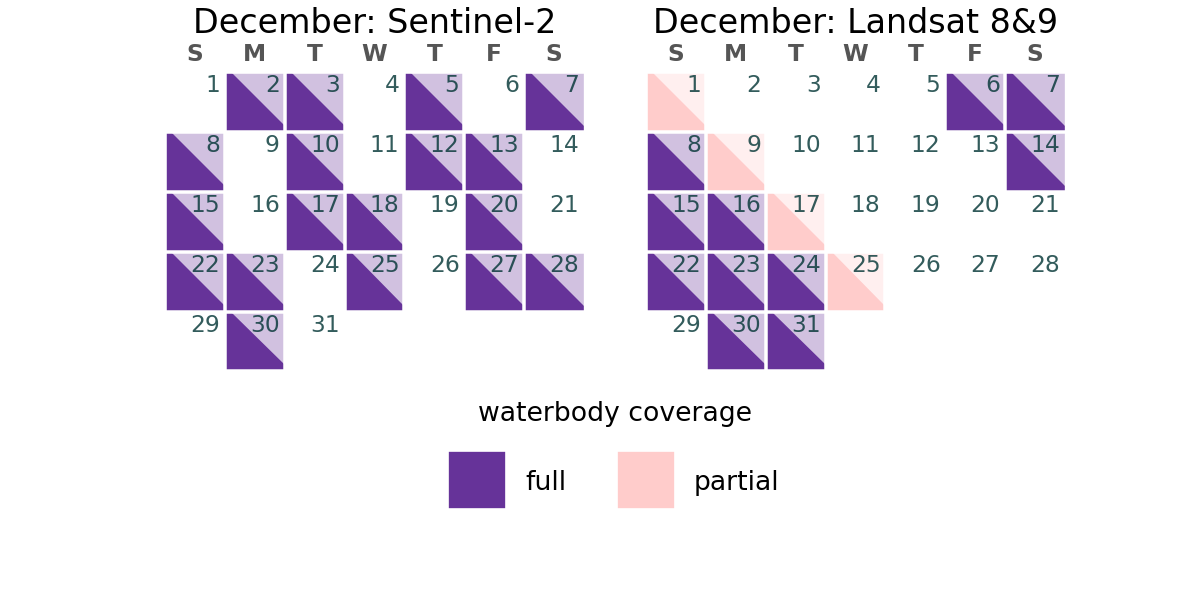 December: Sentinel-2
S M T W T F S
1 2 3 4 5 6 7
8 9 10 11 12 13 14
15 16 17 18 19 20 21
22 23 24 25 26 27 28
29 30 31
December: Landsat 8&9
S M T W T F S
1 2 3 4 5 6 7
8 9 10 11 12 13 14
15 16 17 18 19 20 21
22 23 24 25 26 27 28
29 30 31
waterbody coverage
full partial